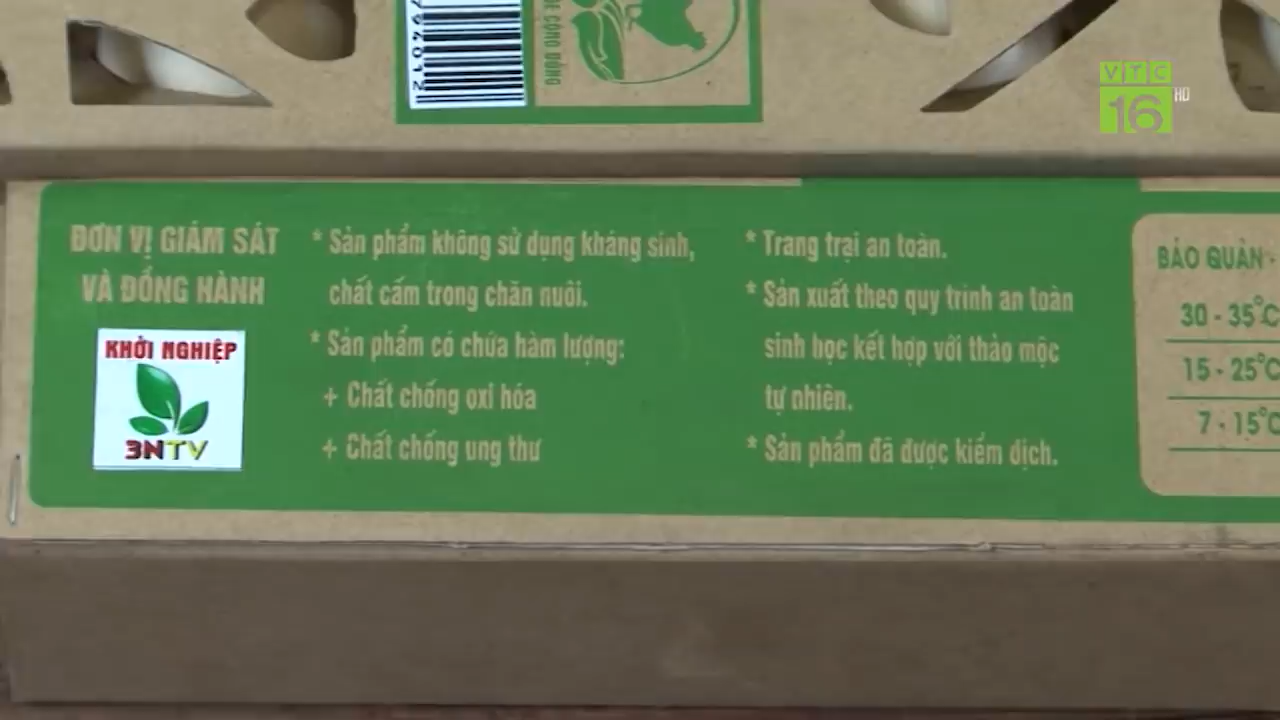 794012
ĐỒNG
VTC
16 HD
ĐƠN VỊ GIÁM SÁT
VÀ ĐỒNG HÀNH
KHỞI NGHIỆP
3NTV
* Sản phẩm không sử dụng kháng sinh,
chất cấm trong chăn nuôi.
* Sản phẩm có chứa hàm lượng:
+ Chất chống oxi hóa
+ Chất chống ung thư
* Trang trại an toàn.
* Sản xuất theo quy trình an toàn
sinh học kết hợp với thảo mộc
tự nhiên.
* Sản phẩm đã được kiểm dịch.
BẢO QUẢN -
30 - 35°C
15 - 25°C
7 - 15°C